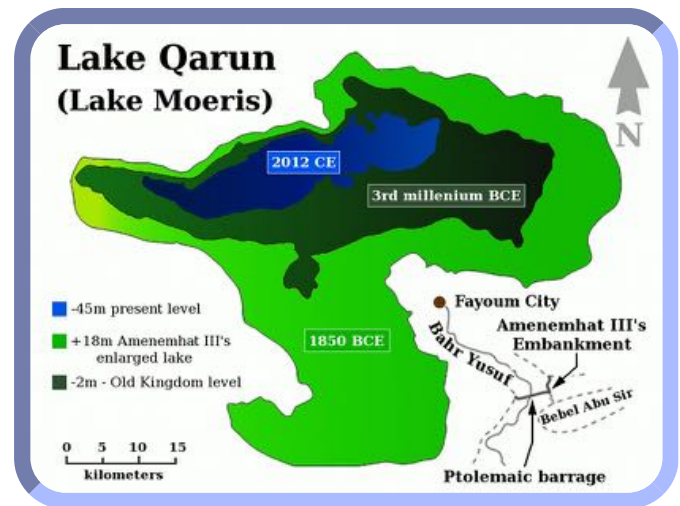 Lake Qarun
(Lake Moeris)
N
2012 CE
3rd millenium BCE
-45m present level
+18m Amenemhat III's
enlarged lake
-2m - Old Kingdom level
1850 BCE
Fayoum City
Amenemhat III's
Embankment
Bahr Yusuf
Bebel Abu Sir
Ptolemaic barrage
0 5 10 15
kilometers